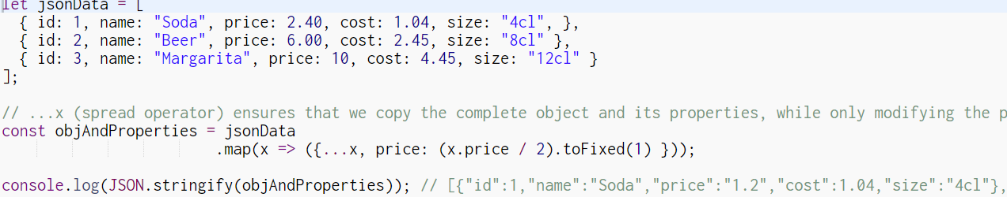 let jsonData = [
{ id: 1, name: "Soda", price: 2.40, cost: 1.04, size: "4cl", },
{ id: 2, name: "Beer", price: 6.00, cost: 2.45, size: "8cl" },
{ id: 3, name: "Margarita", price: 10, cost: 4.45, size: "12cl" }
];
// ...x (spread operator) ensures that we copy the complete object and its properties, while only modifying the p
const objAndProperties = jsonData
.map(x => ({...x, price: (x.price / 2).toFixed(1) }));
console.log(JSON.stringify(objAndProperties)); // [{"id":1,"name":"Soda","price":"1.2","cost":1.04,"size":"4cl"},